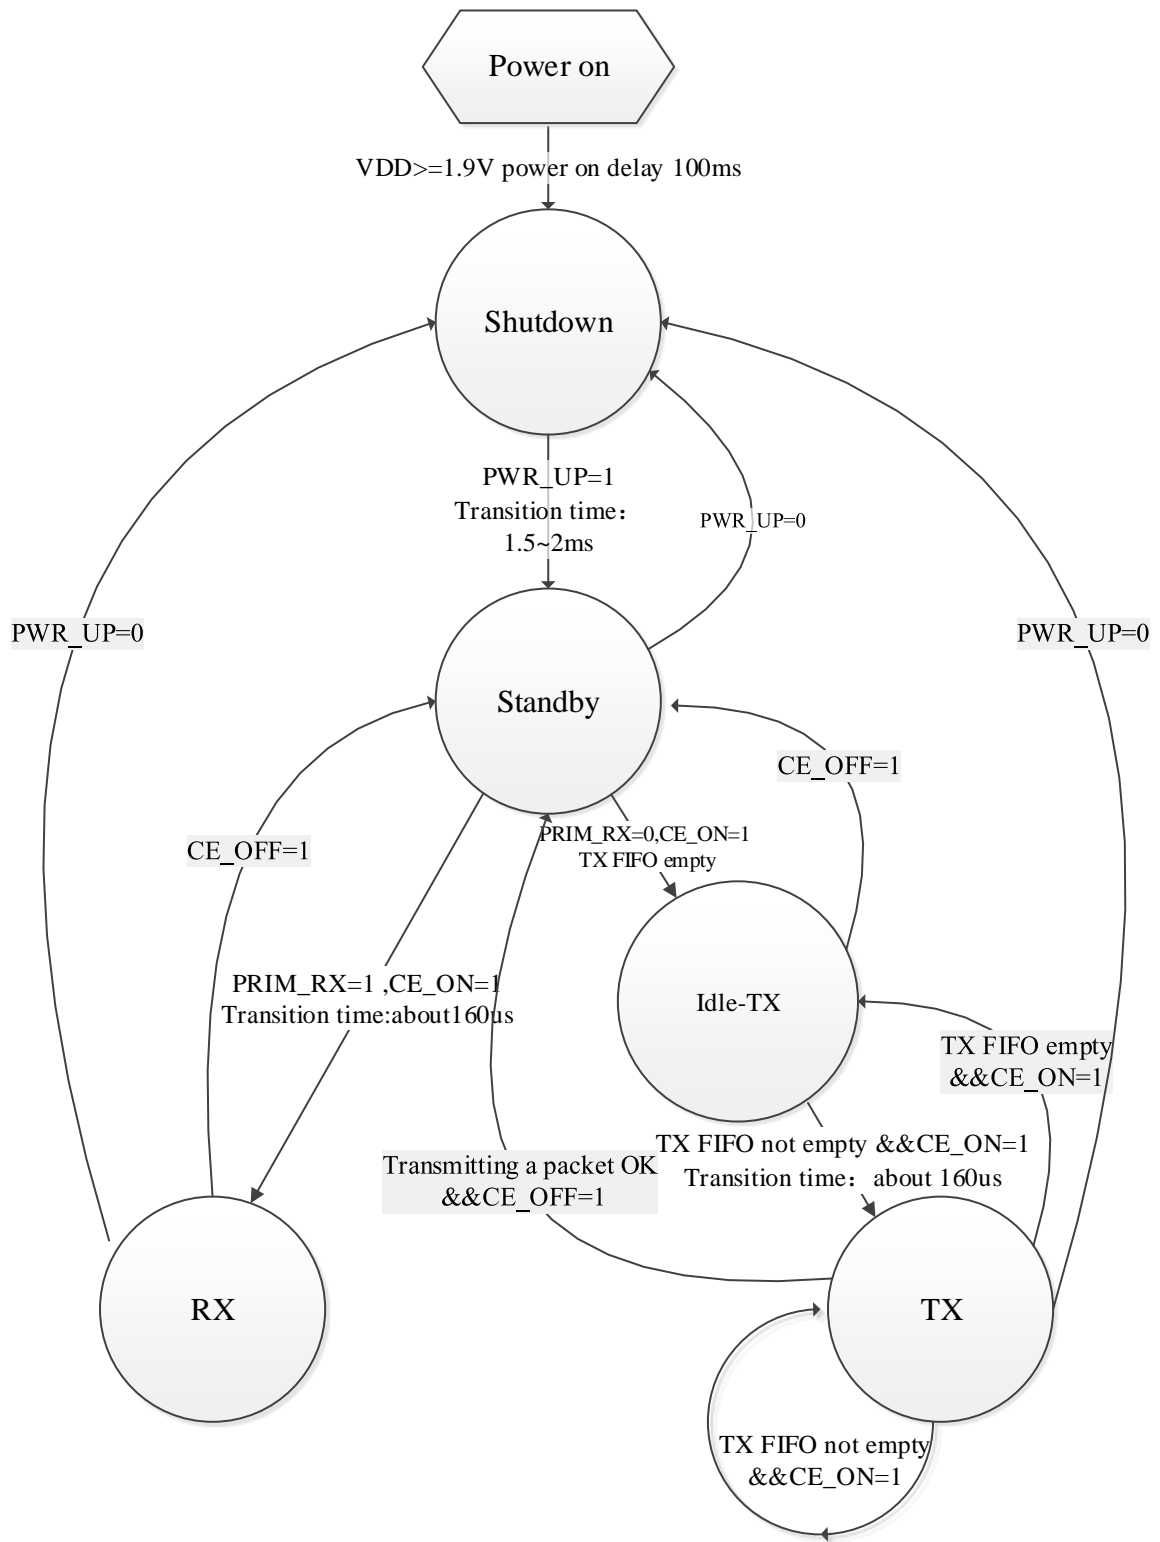 Power on
VDD>=1.9V power on delay 100ms
Shutdown
PWR_UP=1
Transition time：
1.5~2ms
PWR_UP=0
PWR_UP=0
PWR_UP=0
Standby
CE_OFF=1
CE_OFF=1
PRIM_RX=0,CE_ON=1
TX FIFO empty
PRIM_RX=1 ,CE_ON=1
Transition time:about160us
Idle-TX
TX FIFO empty
&&CE_ON=1
TX FIFO not empty &&CE_ON=1
Transition time：about 160us
Transmitting a packet OK
&&CE_OFF=1
RX
TX
TX FIFO not empty
&&CE_ON=1